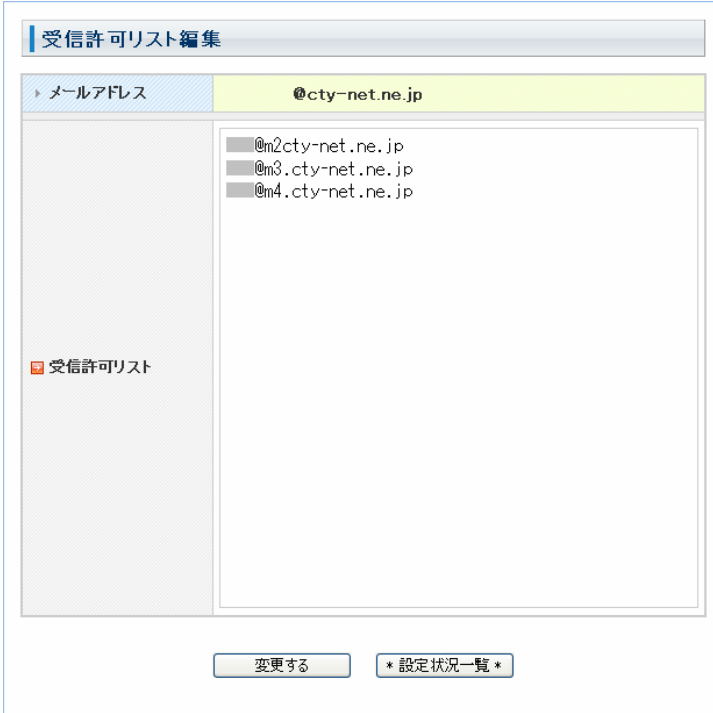 受信許可リスト編集
メールアドレス
@cty-net.ne.jp
@m2cty-net.ne.jp
@m3.cty-net.ne.jp
@m4.cty-net.ne.jp
受信許可リスト
変更する
* 設定状況一覧 *